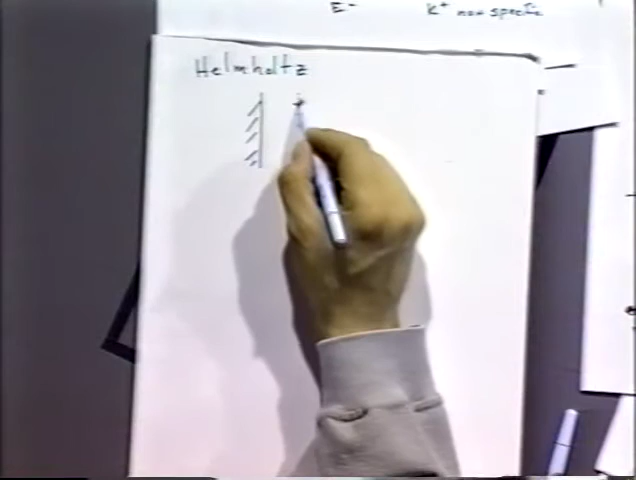 E⁻ K⁺ non specific
Helmholtz
+